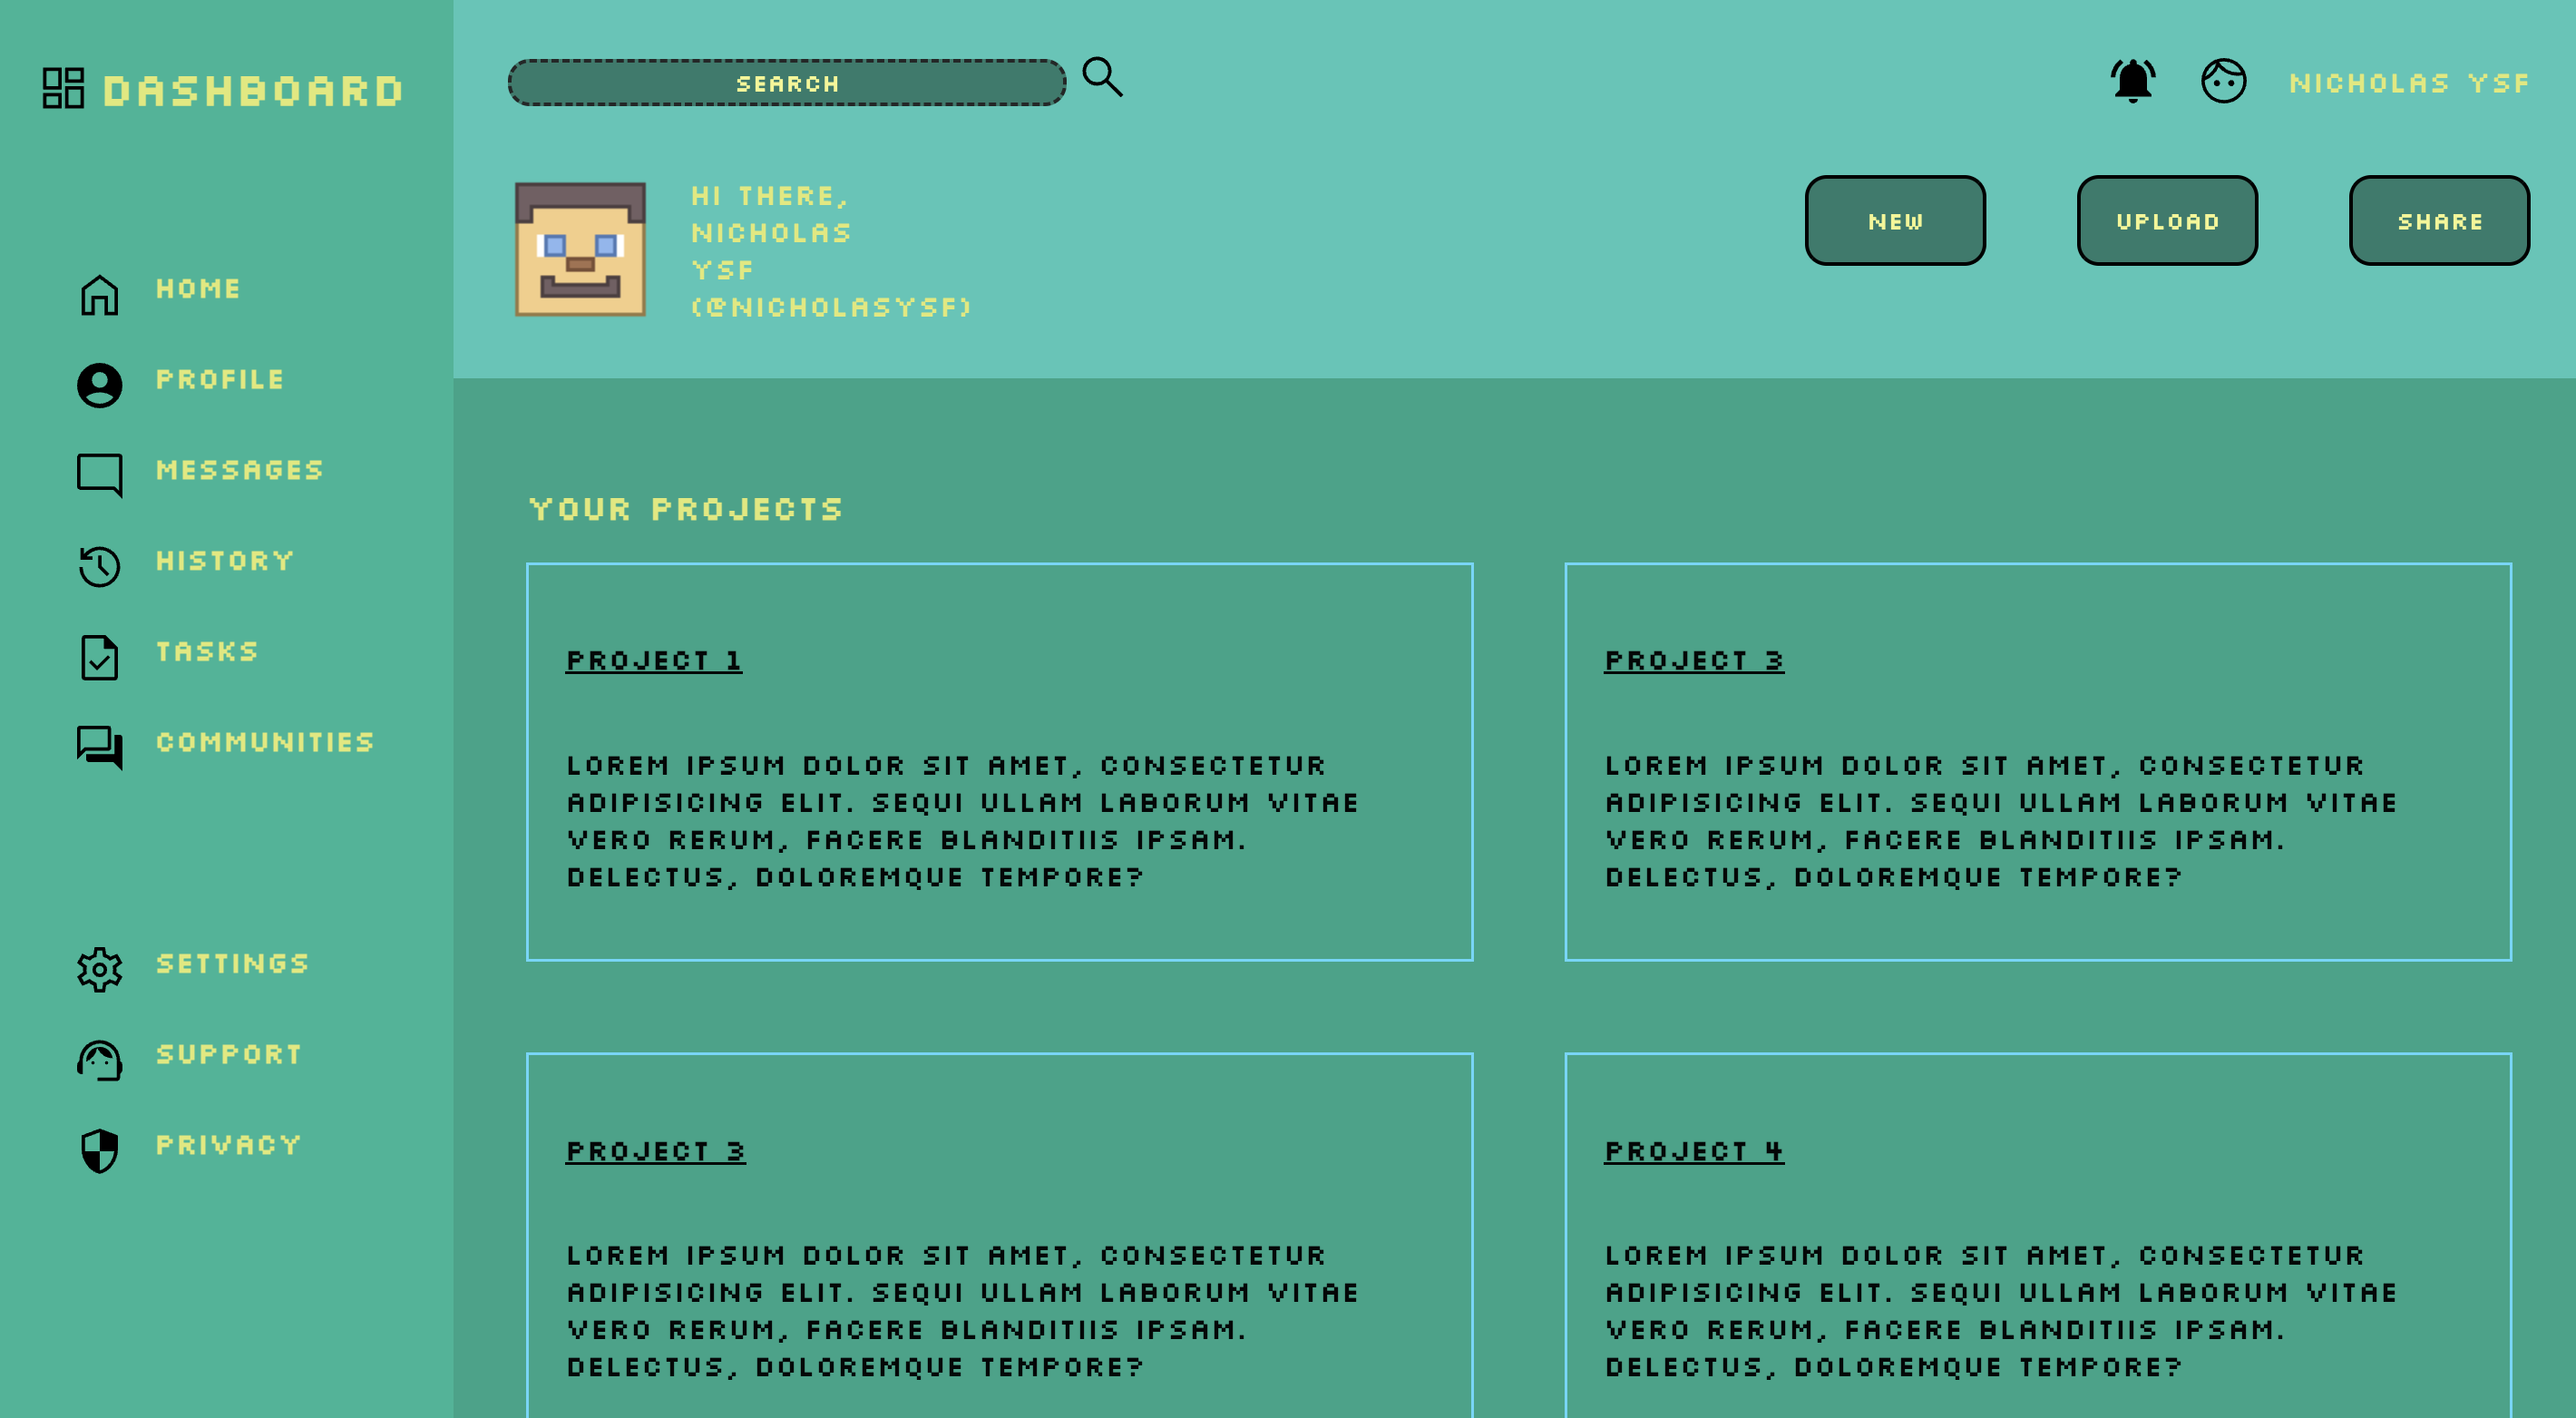 DASHBOARD
HOME
PROFILE
MESSAGES
HISTORY
TASKS
COMMUNITIES
SETTINGS
SUPPORT
PRIVACY
SEARCH
NICHOLAS YSF
HI THERE,
NICHOLAS
YSF
(@NICHOLASYSF)
NEW
UPLOAD
SHARE
YOUR PROJECTS
PROJECT 1
LOREM IPSUM DOLOR SIT AMET, CONSECTETUR
ADIPISICING ELIT. SEQUI ULLAM LABORUM VITAE
VERO RERUM, FACERE BLANDITIIS IPSAM.
DELECTUS, DOLOREMQUE TEMPORE?
PROJECT 3
LOREM IPSUM DOLOR SIT AMET, CONSECTETUR
ADIPISICING ELIT. SEQUI ULLAM LABORUM VITAE
VERO RERUM, FACERE BLANDITIIS IPSAM.
DELECTUS, DOLOREMQUE TEMPORE?
PROJECT 3
LOREM IPSUM DOLOR SIT AMET, CONSECTETUR
ADIPISICING ELIT. SEQUI ULLAM LABORUM VITAE
VERO RERUM, FACERE BLANDITIIS IPSAM.
DELECTUS, DOLOREMQUE TEMPORE?
PROJECT 4
LOREM IPSUM DOLOR SIT AMET, CONSECTETUR
ADIPISICING ELIT. SEQUI ULLAM LABORUM VITAE
VERO RERUM, FACERE BLANDITIIS IPSAM.
DELECTUS, DOLOREMQUE TEMPORE?